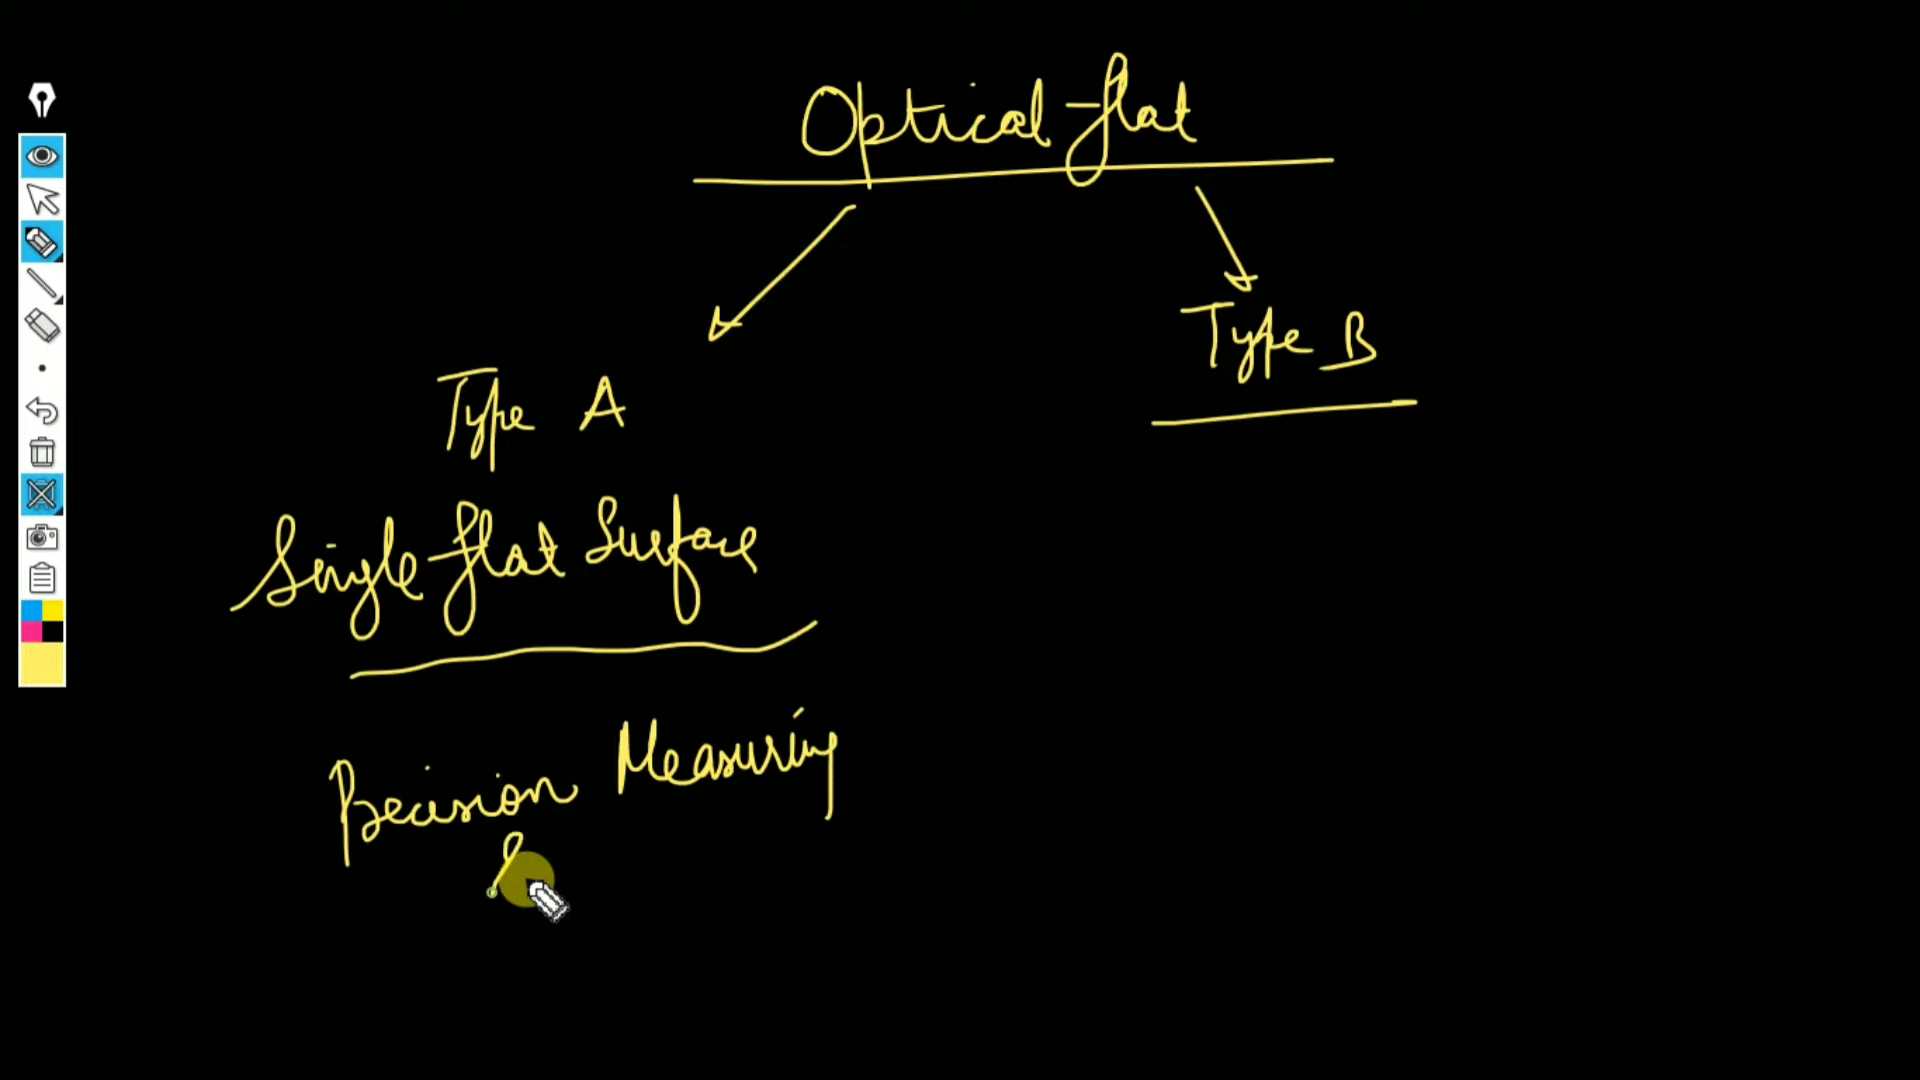 Optical flat
Type B
Type A
Single flat Surface
Precision Measuring